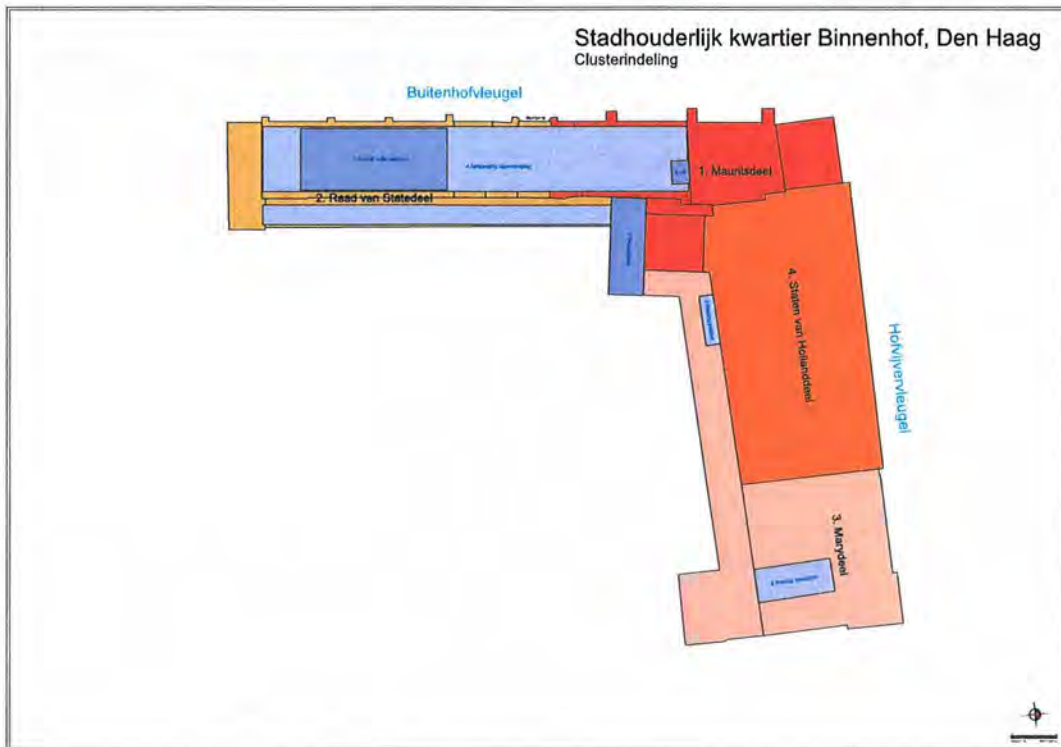 Stadhouderlijk kwartier Binnenhof, Den Haag
Clusterindeling
Buitenhofvleugel
1. Mauritsdeel
2. Raad van Statedeel
4. Staten van Hollanddeel
Hofvijvervleugel
3. Marydeel